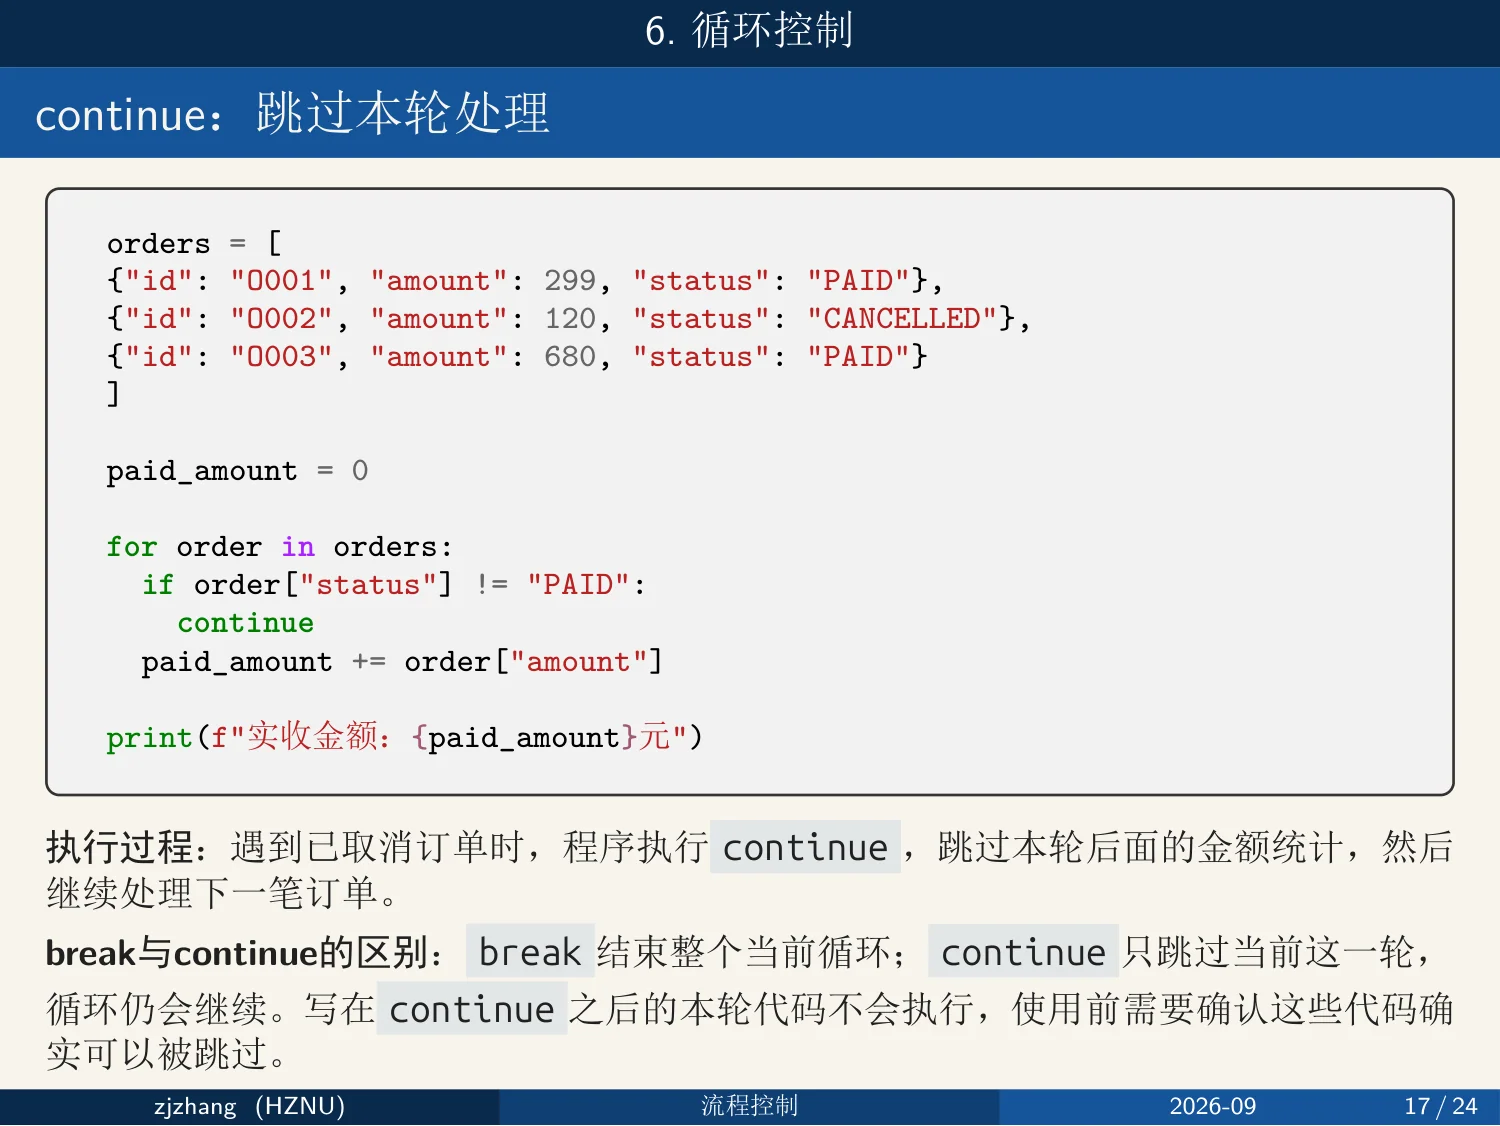 6. 循环控制
continue：跳过本轮处理
orders = [
{"id": "O001", "amount": 299, "status": "PAID"},
{"id": "O002", "amount": 120, "status": "CANCELLED"},
{"id": "O003", "amount": 680, "status": "PAID"}
]
paid_amount = 0
for order in orders:
  if order["status"] != "PAID":
    continue
  paid_amount += order["amount"]
print(f"实收金额：{paid_amount}元")
执行过程：遇到已取消订单时，程序执行 continue ，跳过本轮后面的金额统计，然后
继续处理下一笔订单。
break与continue的区别： break 结束整个当前循环； continue 只跳过当前这一轮，
循环仍会继续。写在 continue 之后的本轮代码不会执行，使用前需要确认这些代码确
实可以被跳过。
zjzhang (HZNU) 流程控制 2026-09 17 / 24